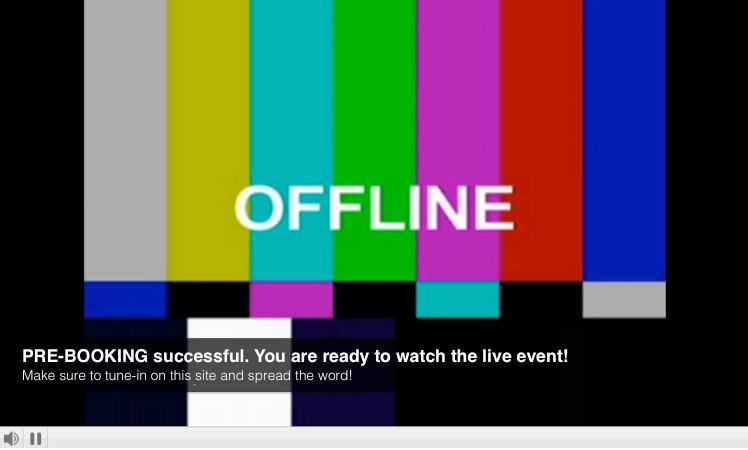 OFFLINE
PRE-BOOKING successful. You are ready to watch the live event!
Make sure to tune-in on this site and spread the word!